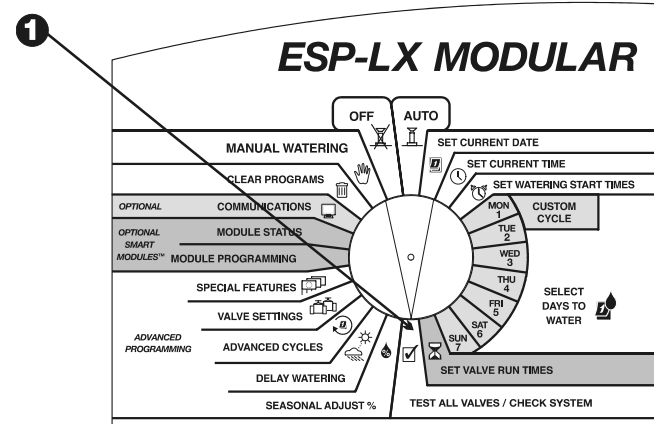 1
ESP-LX MODULAR
OFF
AUTO
MANUAL WATERING
SET CURRENT DATE
CLEAR PROGRAMS
SET CURRENT TIME
SET WATERING START TIMES
OPTIONAL
COMMUNICATIONS
MON
1
CUSTOM
CYCLE
OPTIONAL
SMART
MODULES™
MODULE STATUS
MODULE PROGRAMMING
TUE
2
WED
3
THU
4
FRI
5
SAT
6
SUN
7
SELECT
DAYS TO
WATER
SPECIAL FEATURES
VALVE SETTINGS
ADVANCED
PROGRAMMING
ADVANCED CYCLES
DELAY WATERING
SEASONAL ADJUST %
SET VALVE RUN TIMES
TEST ALL VALVES / CHECK SYSTEM